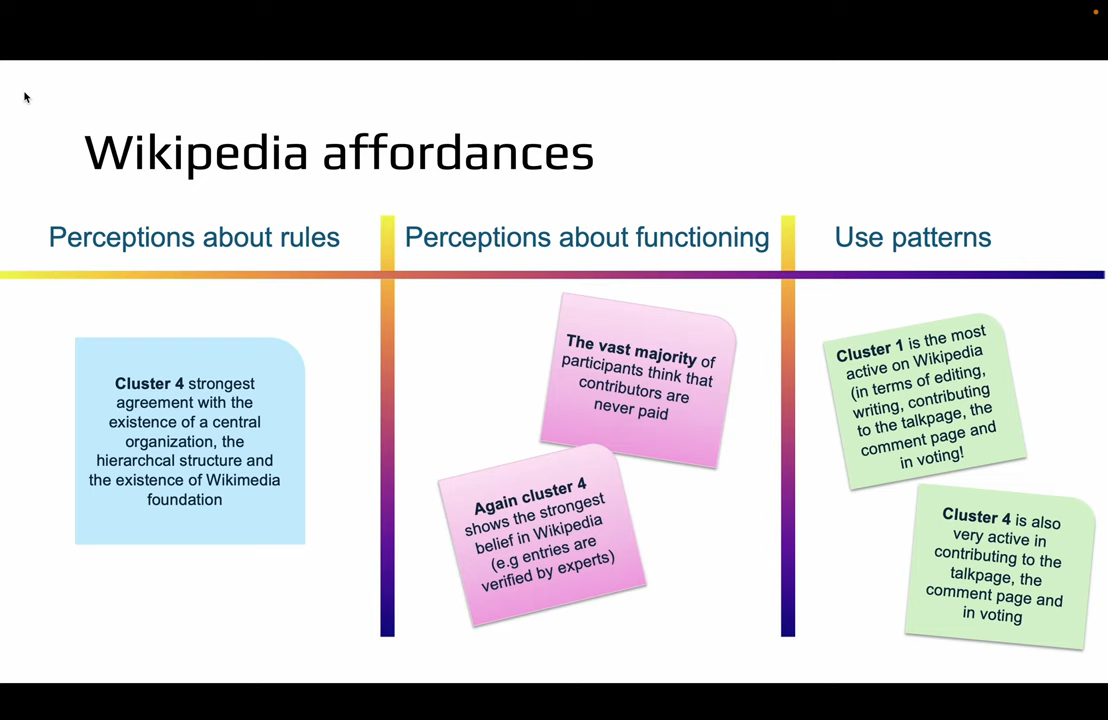 Wikipedia affordances
Perceptions about rules
Perceptions about functioning
Use patterns
Cluster 4 strongest
agreement with the
existence of a central
organization, the
hierarchcal structure and
the existence of Wikimedia
foundation
The vast majority of
participants think that
contributors are
never paid
Again cluster 4
shows the strongest
belief in Wikipedia
(e.g entries are
verified by experts)
Cluster 1 is the most
active on Wikipedia
(in terms of editing,
writing, contributing
to the talkpage, the
comment page and
in voting!
Cluster 4 is also
very active in
contributing to the
talkpage, the
comment page and
in voting